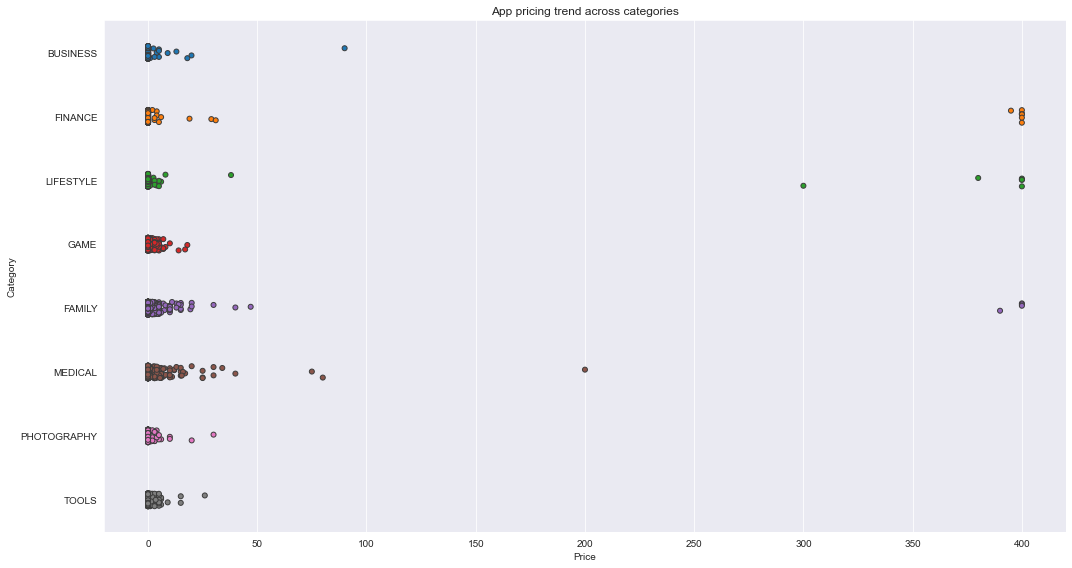 App pricing trend across categories
BUSINESS
FINANCE
LIFESTYLE
GAME
FAMILY
MEDICAL
PHOTOGRAPHY
TOOLS
Category
0 50 100 150 200 250 300 350 400
Price